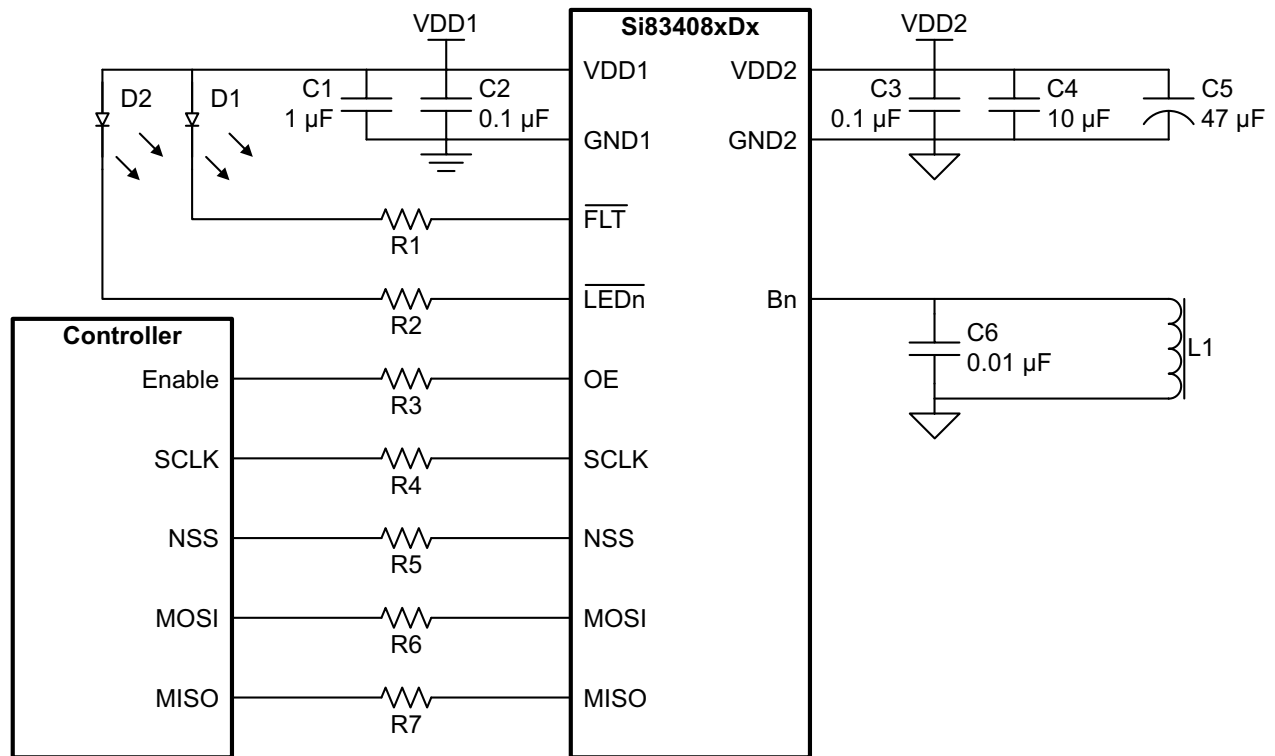 VDD1
Si83408xDx
VDD2
VDD1
VDD2
D2
D1
C1
1 µF
C2
0.1 µF
C3
0.1 µF
C4
10 µF
C5
47 µF
GND1
GND2
FLT
R1
LEDn
Bn
R2
Controller
C6
0.01 µF
L1
Enable
R3
OE
SCLK
R4
SCLK
NSS
R5
NSS
MOSI
R6
MOSI
MISO
R7
MISO